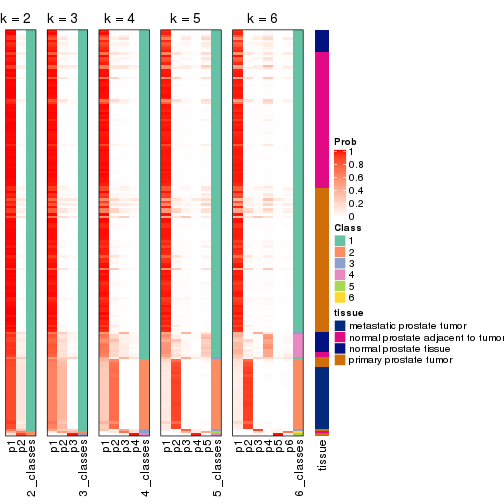 k = 2
k = 3
k = 4
k = 5
k = 6
Prob
1
0.8
0.6
0.4
0.2
0
Class
1
2
3
4
5
6
tissue
metastatic prostate tumor
normal prostate adjacent to tumor
normal prostate tissue
primary prostate tumor
p1
p2
2_classes
p1
p2
p3
3_classes
p1
p2
p3
p4
4_classes
p1
p2
p3
p4
p5
5_classes
p1
p2
p3
p4
p5
p6
6_classes
tissue